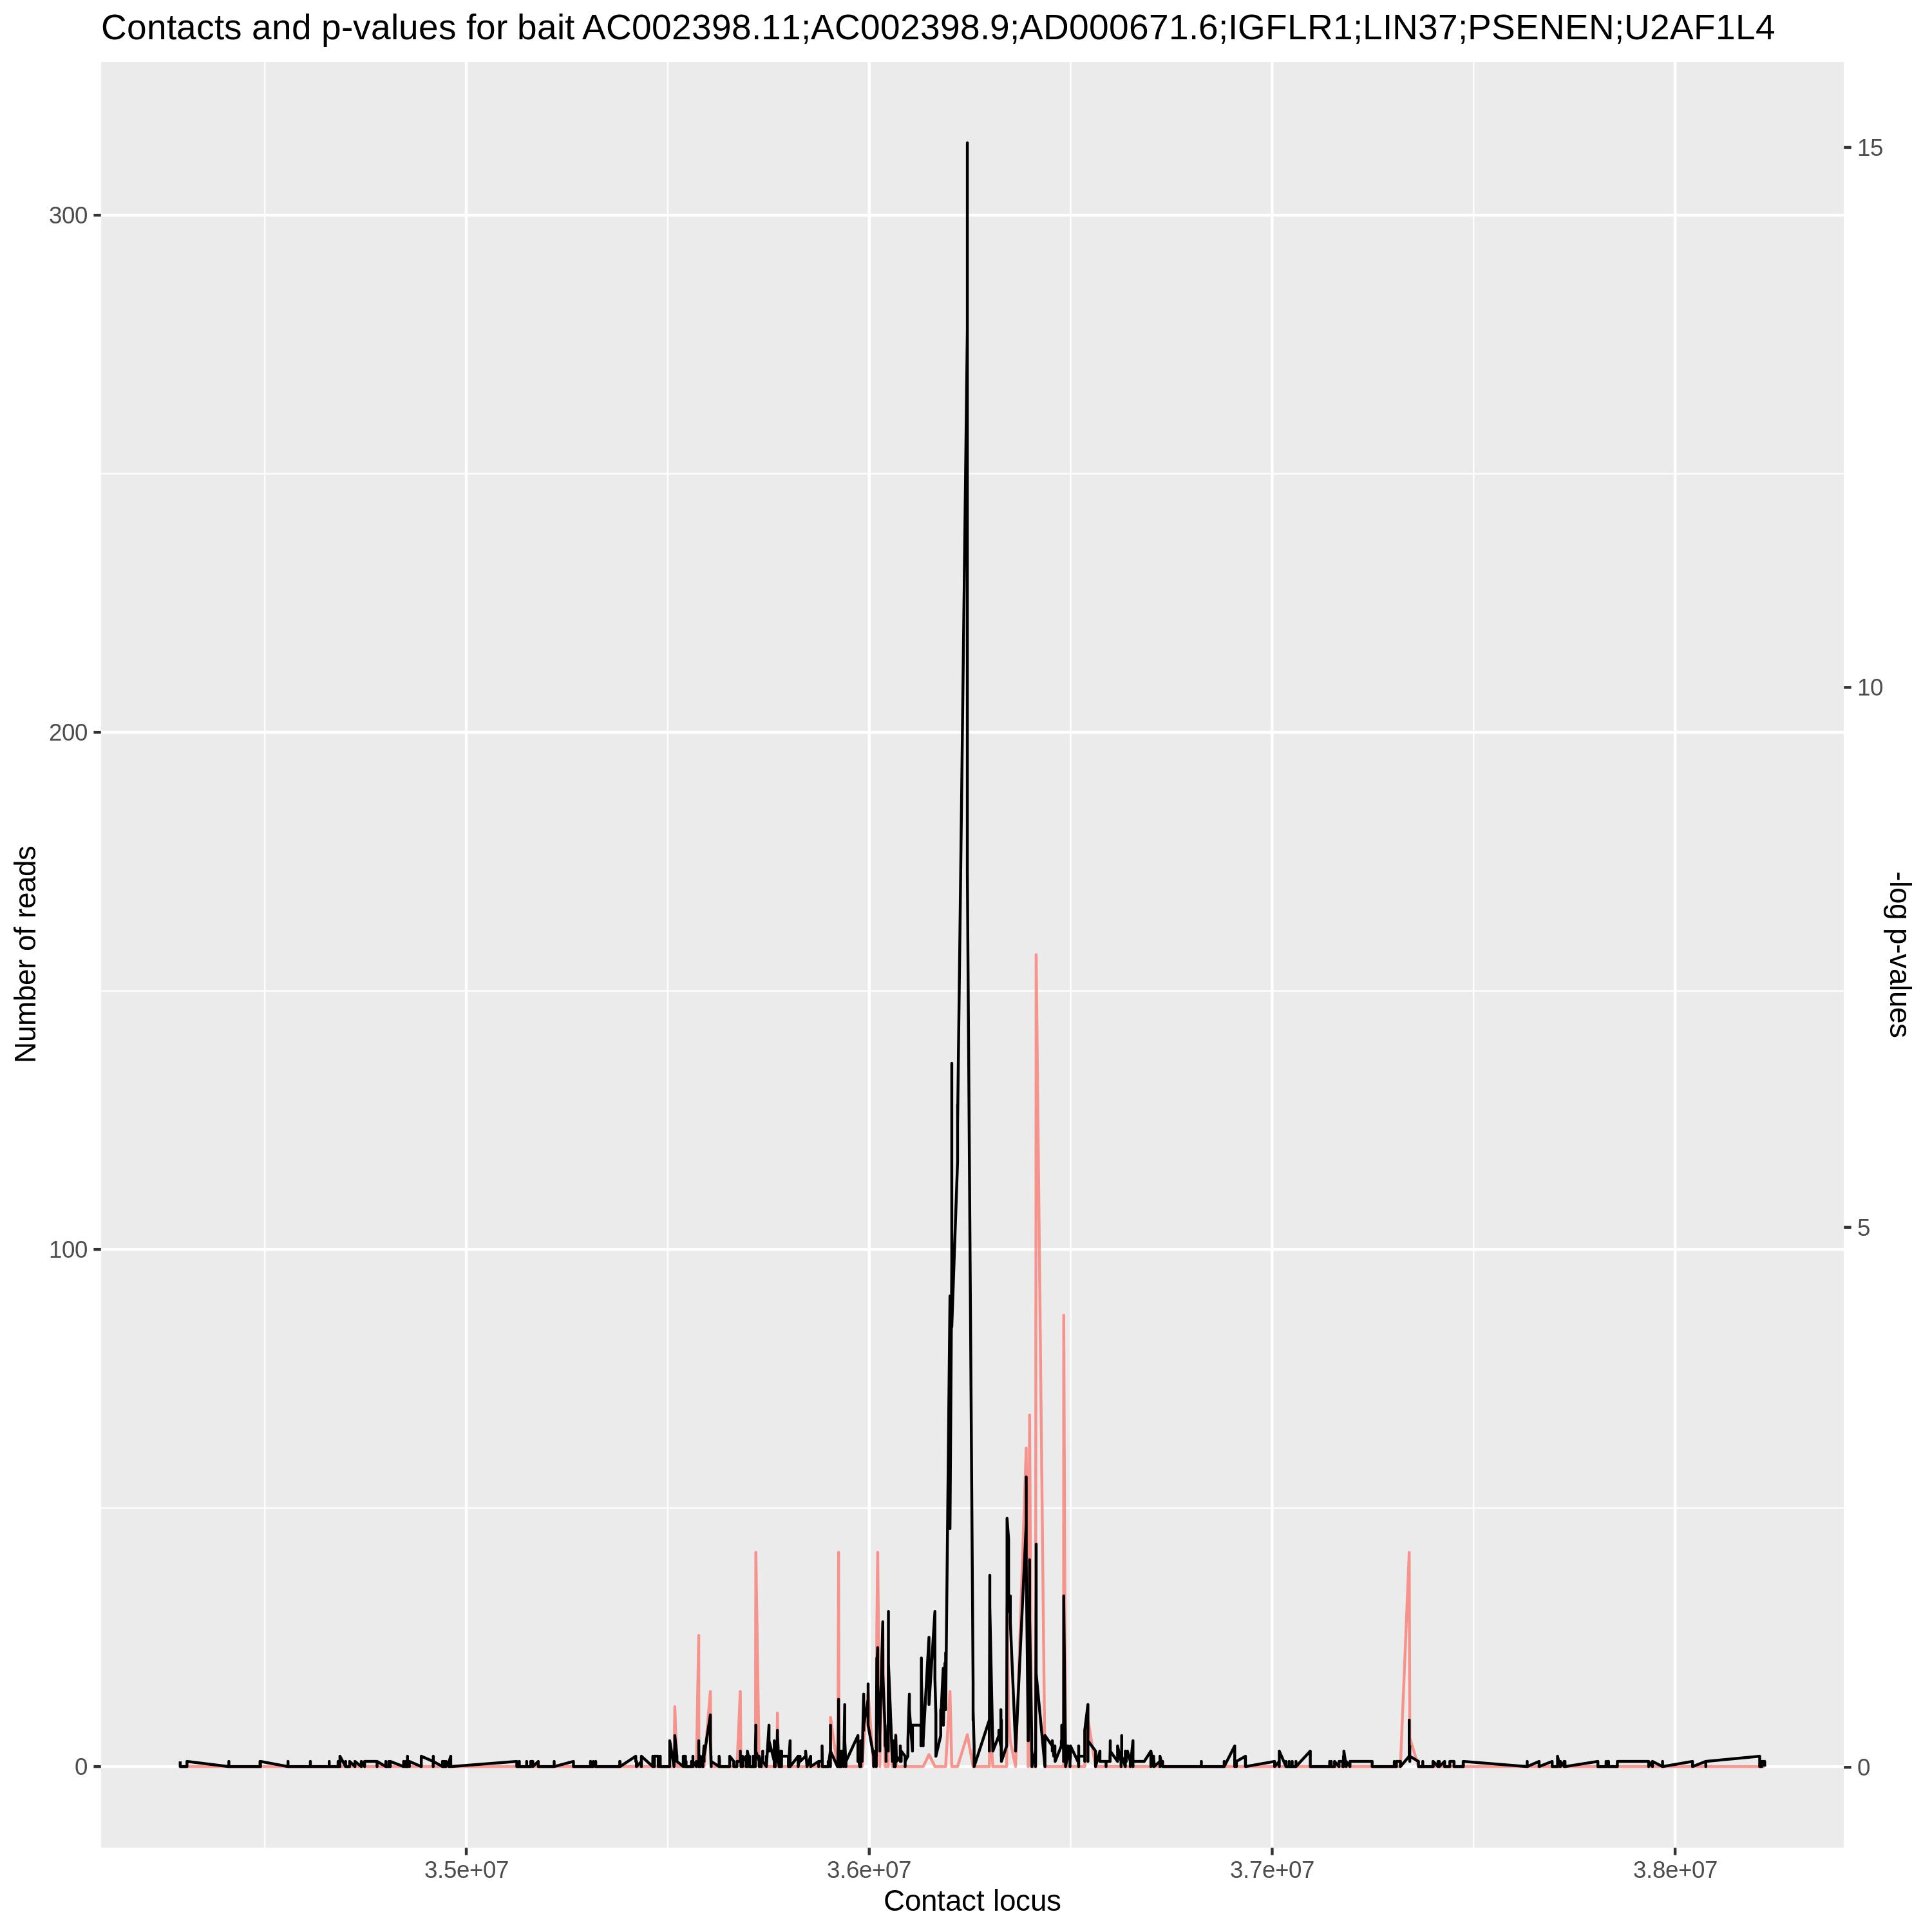 Contacts and p-values for bait AC002398.11;AC002398.9;AD000671.6;IGFLR1;LIN37;PSENEN;U2AF1L4
300
200
100
0
Number of reads
15
10
5
0
-log p-values
3.5e+07
3.6e+07
3.7e+07
3.8e+07
Contact locus